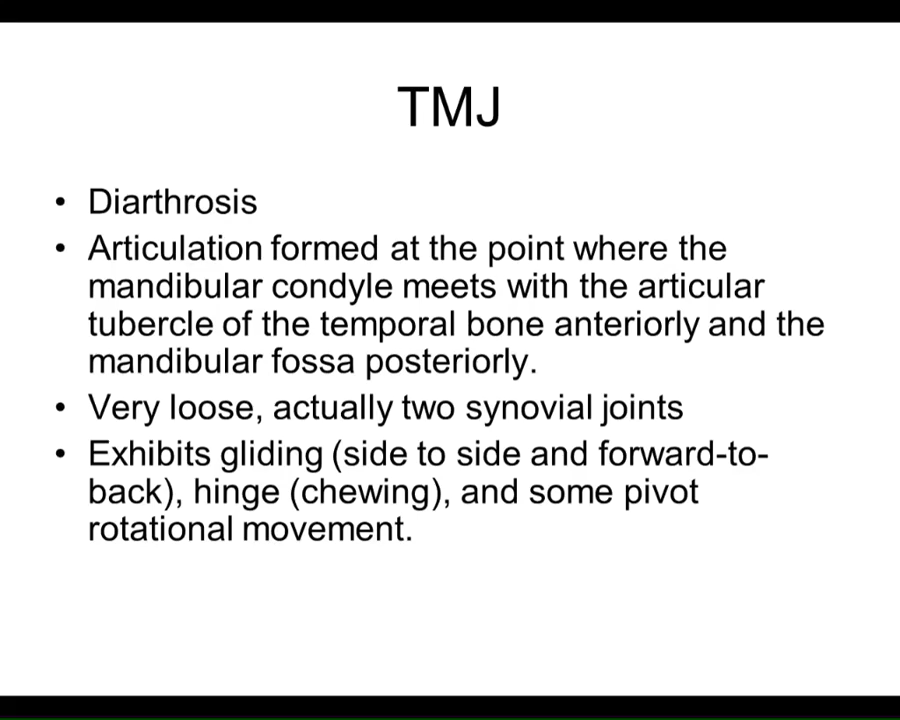 TMJ
• Diarthrosis
• Articulation formed at the point where the
mandibular condyle meets with the articular
tubercle of the temporal bone anteriorly and the
mandibular fossa posteriorly.
• Very loose, actually two synovial joints
• Exhibits gliding (side to side and forward-to-
back), hinge (chewing), and some pivot
rotational movement.